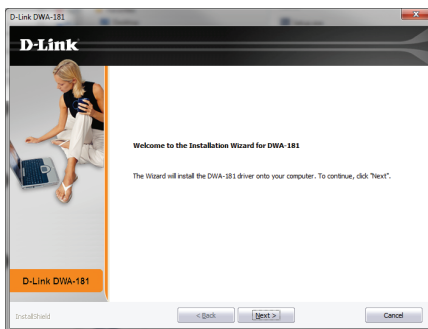 D-Link DWA-181
D-Link
Welcome to the Installation Wizard for DWA-181
The Wizard will install the DWA-181 driver onto your computer. To continue, click "Next".
D-Link DWA-181
InstallShield
< Back
Next >
Cancel